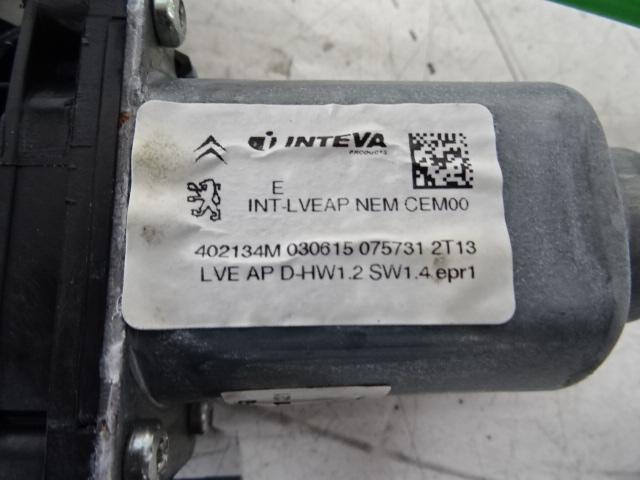 INTEVA
PRODUCTS
E
INT-LVEAP NEM CEM00
402134M 030615 075731 2T13
LVE AP D-HW1.2 SW1.4 epr1